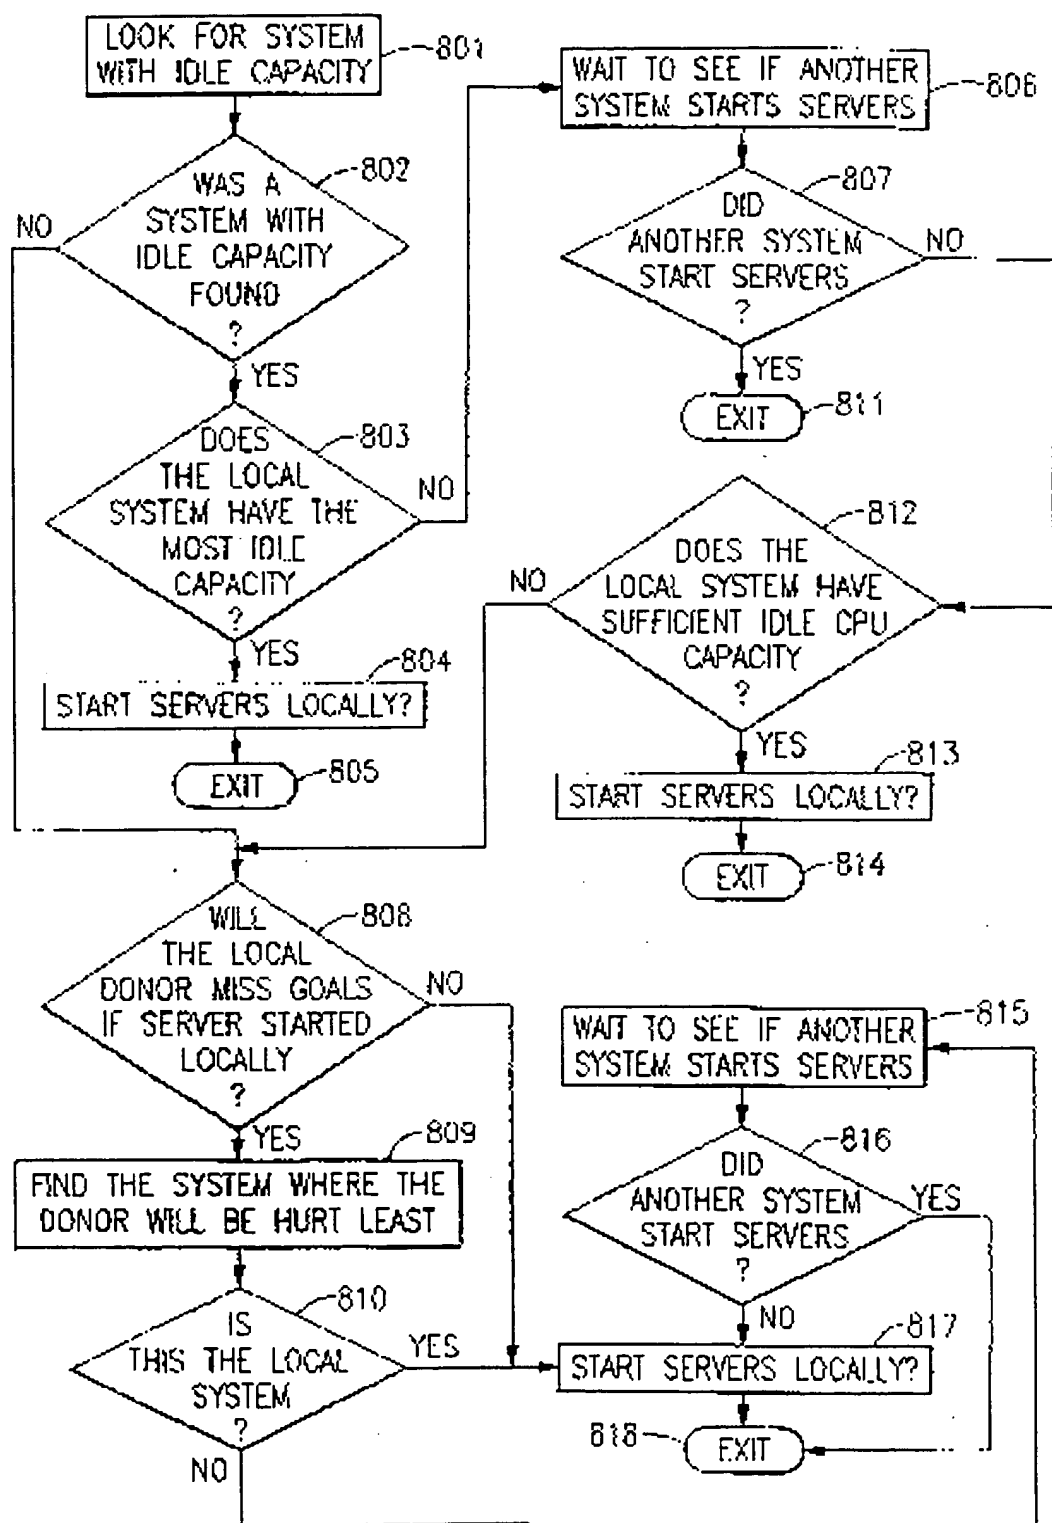 LOOK FOR SYSTEM
WITH IDLE CAPACITY
801
WAS A
SYSTEM WITH
IDLE CAPACITY
FOUND
?
802
NO
YES
DOES
THE LOCAL
SYSTEM HAVE THE
MOST IDLE
CAPACITY
?
803
NO
YES
804
START SERVERS LOCALLY?
EXIT
805
WAIT TO SEE IF ANOTHER
SYSTEM STARTS SERVERS
806
807
DID
ANOTHER SYSTEM
START SERVERS
?
NO
YES
EXIT
811
812
DOES THE
LOCAL SYSTEM HAVE
SUFFICIENT IDLE CPU
CAPACITY
?
NO
YES
813
START SERVERS LOCALLY?
EXIT
814
WILL
THE LOCAL
DONOR MISS GOALS
IF SERVER STARTED
LOCALLY
?
808
NO
YES
809
FIND THE SYSTEM WHERE THE
DONOR WILL BE HURT LEAST
810
IS
THIS THE LOCAL
SYSTEM
?
YES
NO
WAIT TO SEE IF ANOTHER
SYSTEM STARTS SERVERS
815
816
DID
ANOTHER SYSTEM
START SERVERS
?
YES
NO
817
START SERVERS LOCALLY?
818
EXIT